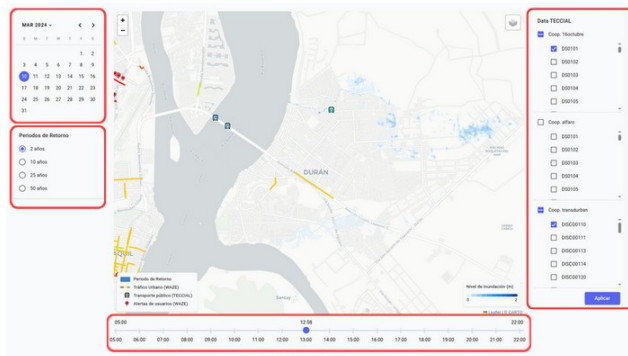 MAR 2024
S M T W T F S
1 2
3 4 5 6 7 8 9
10 11 12 13 14 15 16
17 18 19 20 21 22 23
24 25 26 27 28 29 30
31
Periodos de Retorno
2 años
10 años
25 años
50 años
+
−
DURÁN
Periodo de Retorno
Tráfico Urbano (WAZE)
Transporte público (TECCIAL)
Alertas de usuarios (WAZE)
Nivel de Inundación (m)
0 2
Leaflet | © CARTO
Data TECCIAL
Coop. 16octubre
DS0101
DS0102
DS0103
DS0104
DS0105
Coop. alfaro
DS0101
DS0102
DS0103
DS0104
DS0105
Coop. transdurban
DISCO0110
DISCO0111
DISCO0113
DISCO0114
DISCO0120
Aplicar
05:00 12:58 22:00
05:00 06:00 07:00 08:00 09:00 10:00 11:00 12:00 13:00 14:00 15:00 16:00 17:00 18:00 19:00 20:00 21:00 22:00